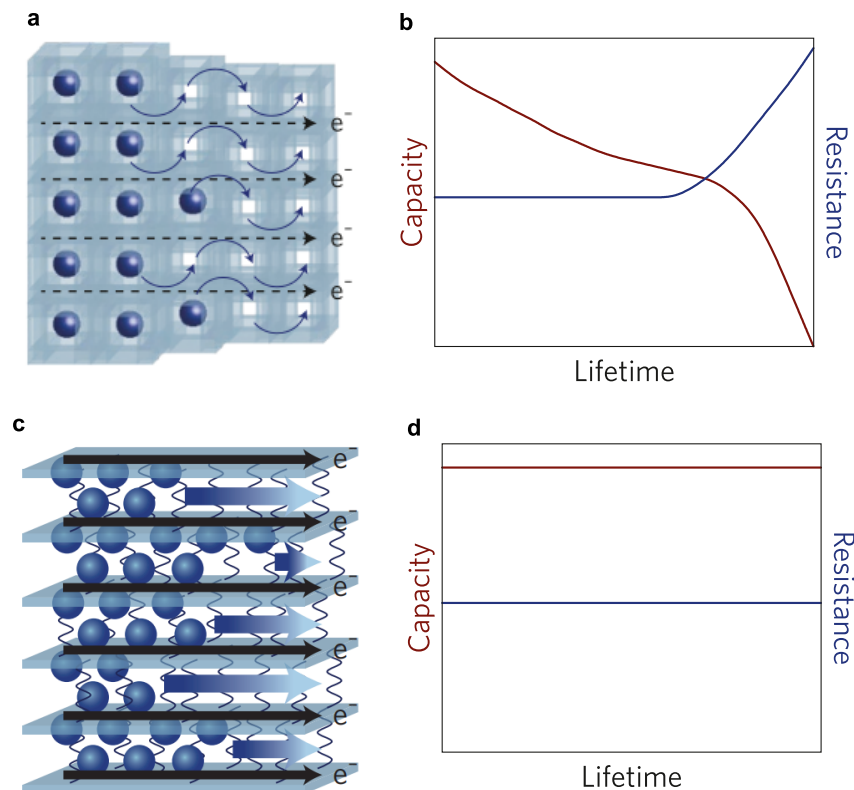 a
e⁻
e⁻
e⁻
e⁻
b
Capacity
Resistance
Lifetime
c
e⁻
e⁻
e⁻
e⁻
e⁻
e⁻
d
Capacity
Resistance
Lifetime